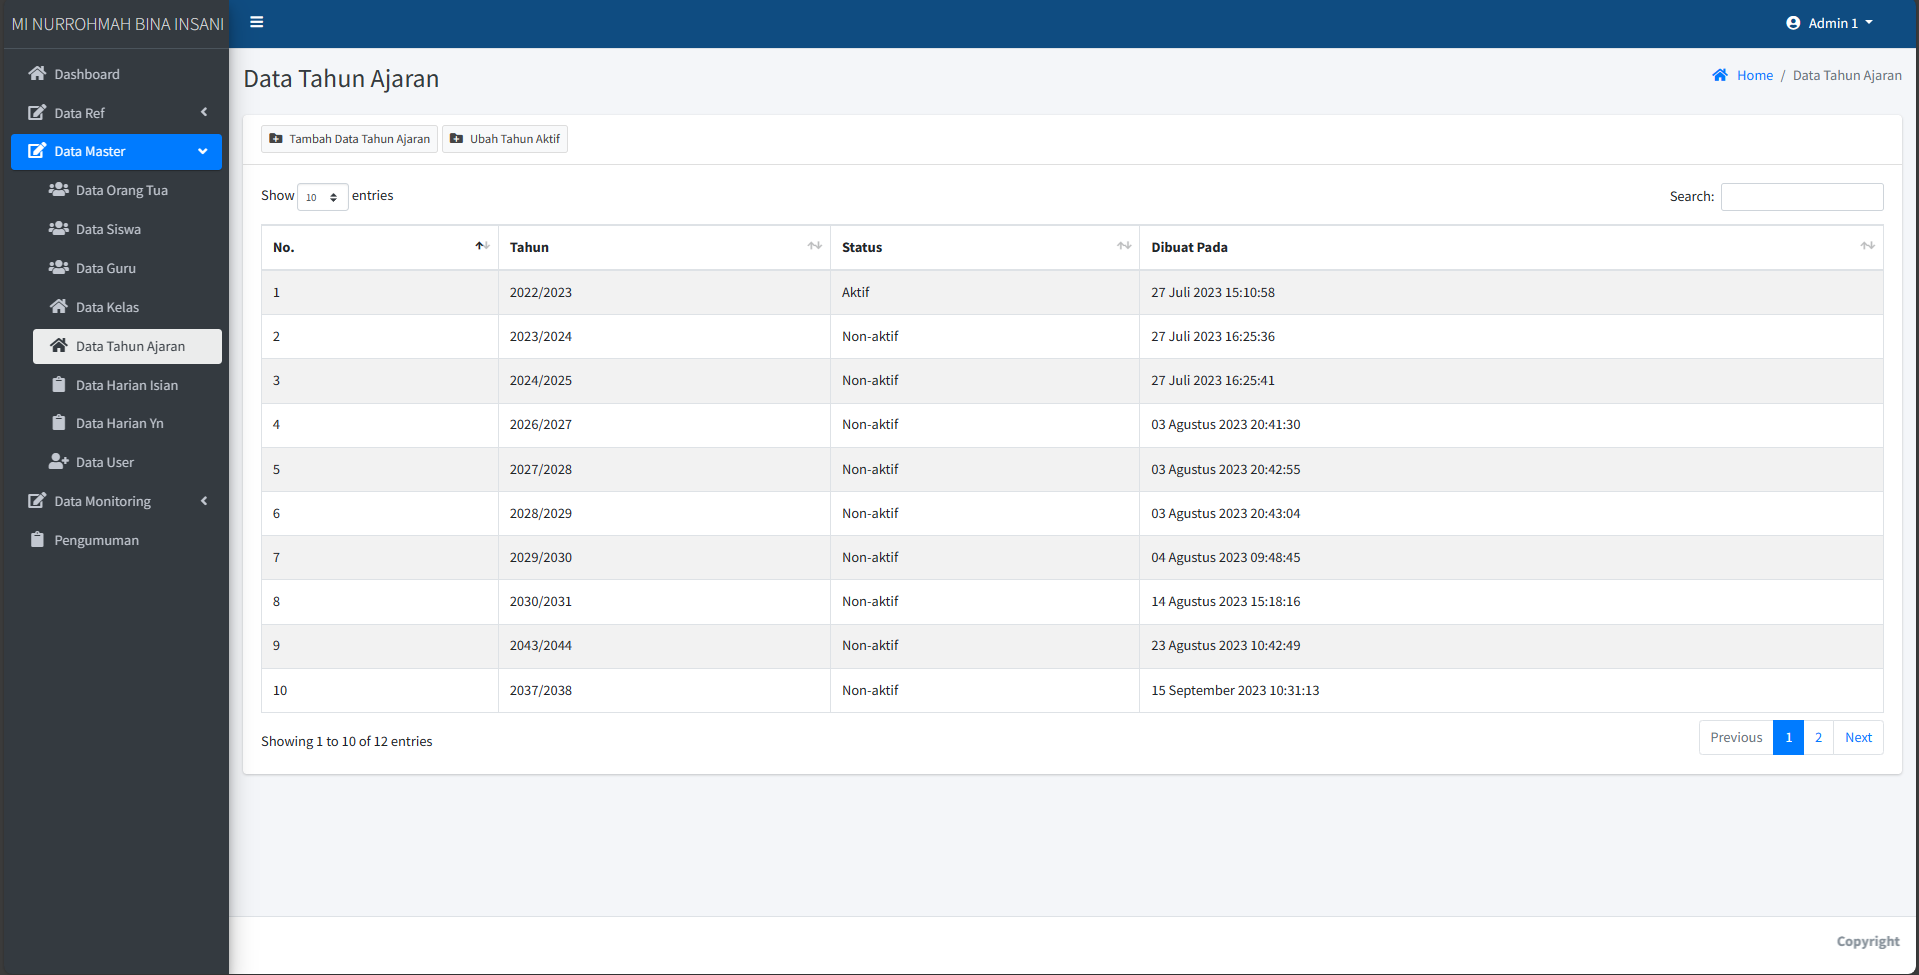 MI NURROHMAH BINA INSANI
Admin 1
Dashboard
Data Ref
Data Master
Data Orang Tua
Data Siswa
Data Guru
Data Kelas
Data Tahun Ajaran
Data Harian Isian
Data Harian Yn
Data User
Data Monitoring
Pengumuman
Data Tahun Ajaran
Home / Data Tahun Ajaran
Tambah Data Tahun Ajaran Ubah Tahun Aktif
Show 10 entries Search:
No. Tahun Status Dibuat Pada
1 2022/2023 Aktif 27 Juli 2023 15:10:58
2 2023/2024 Non-aktif 27 Juli 2023 16:25:36
3 2024/2025 Non-aktif 27 Juli 2023 16:25:41
4 2026/2027 Non-aktif 03 Agustus 2023 20:41:30
5 2027/2028 Non-aktif 03 Agustus 2023 20:42:55
6 2028/2029 Non-aktif 03 Agustus 2023 20:43:04
7 2029/2030 Non-aktif 04 Agustus 2023 09:48:45
8 2030/2031 Non-aktif 14 Agustus 2023 15:18:16
9 2043/2044 Non-aktif 23 Agustus 2023 10:42:49
10 2037/2038 Non-aktif 15 September 2023 10:31:13
Showing 1 to 10 of 12 entries
Previous 1 2 Next
Copyright